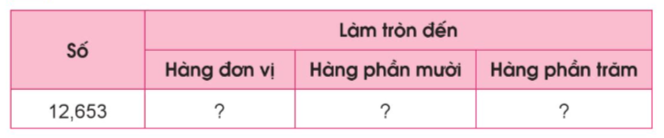 Số
Làm tròn đến
Hàng đơn vị
Hàng phần mười
Hàng phần trăm
12,653
?
?
?